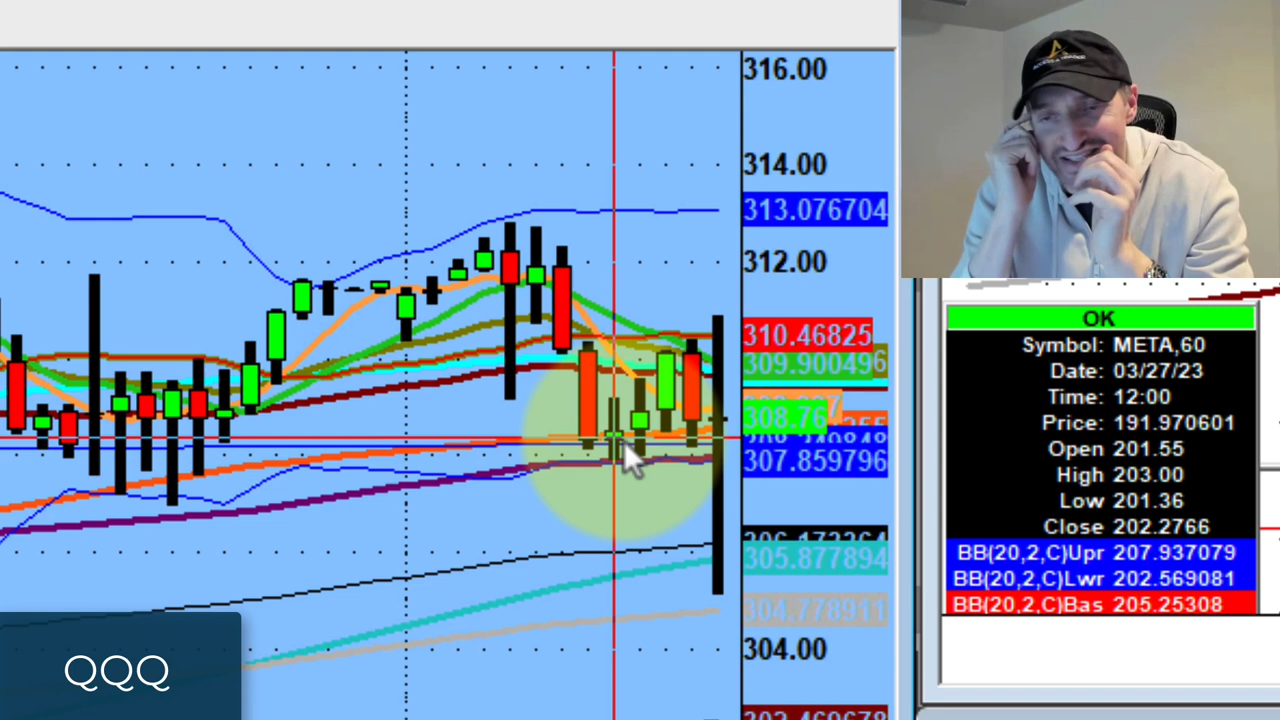 316.00
314.00
313.076704
312.00
310.46825
309.900496
308.76
307.859796
305.877894
304.778911
304.00
QQQ
OK
Symbol: META,60
Date: 03/27/23
Time: 12:00
Price: 191.970601
Open 201.55
High 203.00
Low 201.36
Close 202.2766
BB(20,2,C)Upr 207.937079
BB(20,2,C)Lwr 202.569081
BB(20,2,C)Bas 205.25308